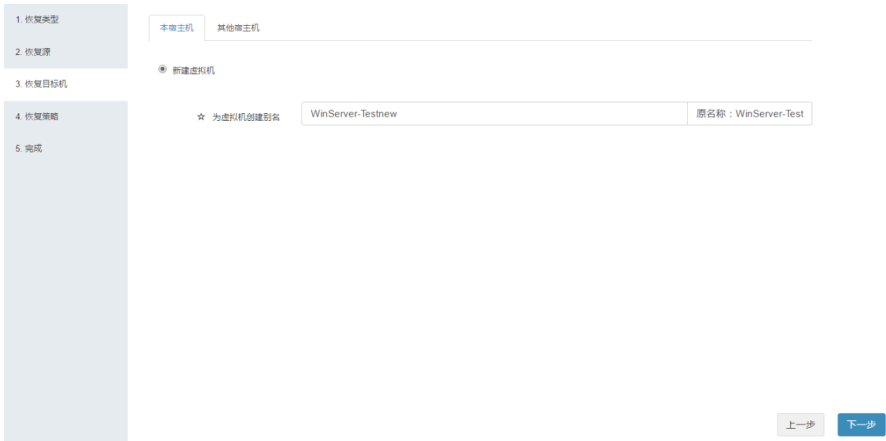 1. 恢复类型
2. 恢复源
3. 恢复目标机
4. 恢复策略
5. 完成
本宿主机 其他宿主机
新建虚拟机
☆ 为虚拟机创建别名 WinServer-Testnew 原名称：WinServer-Test
上一步 下一步